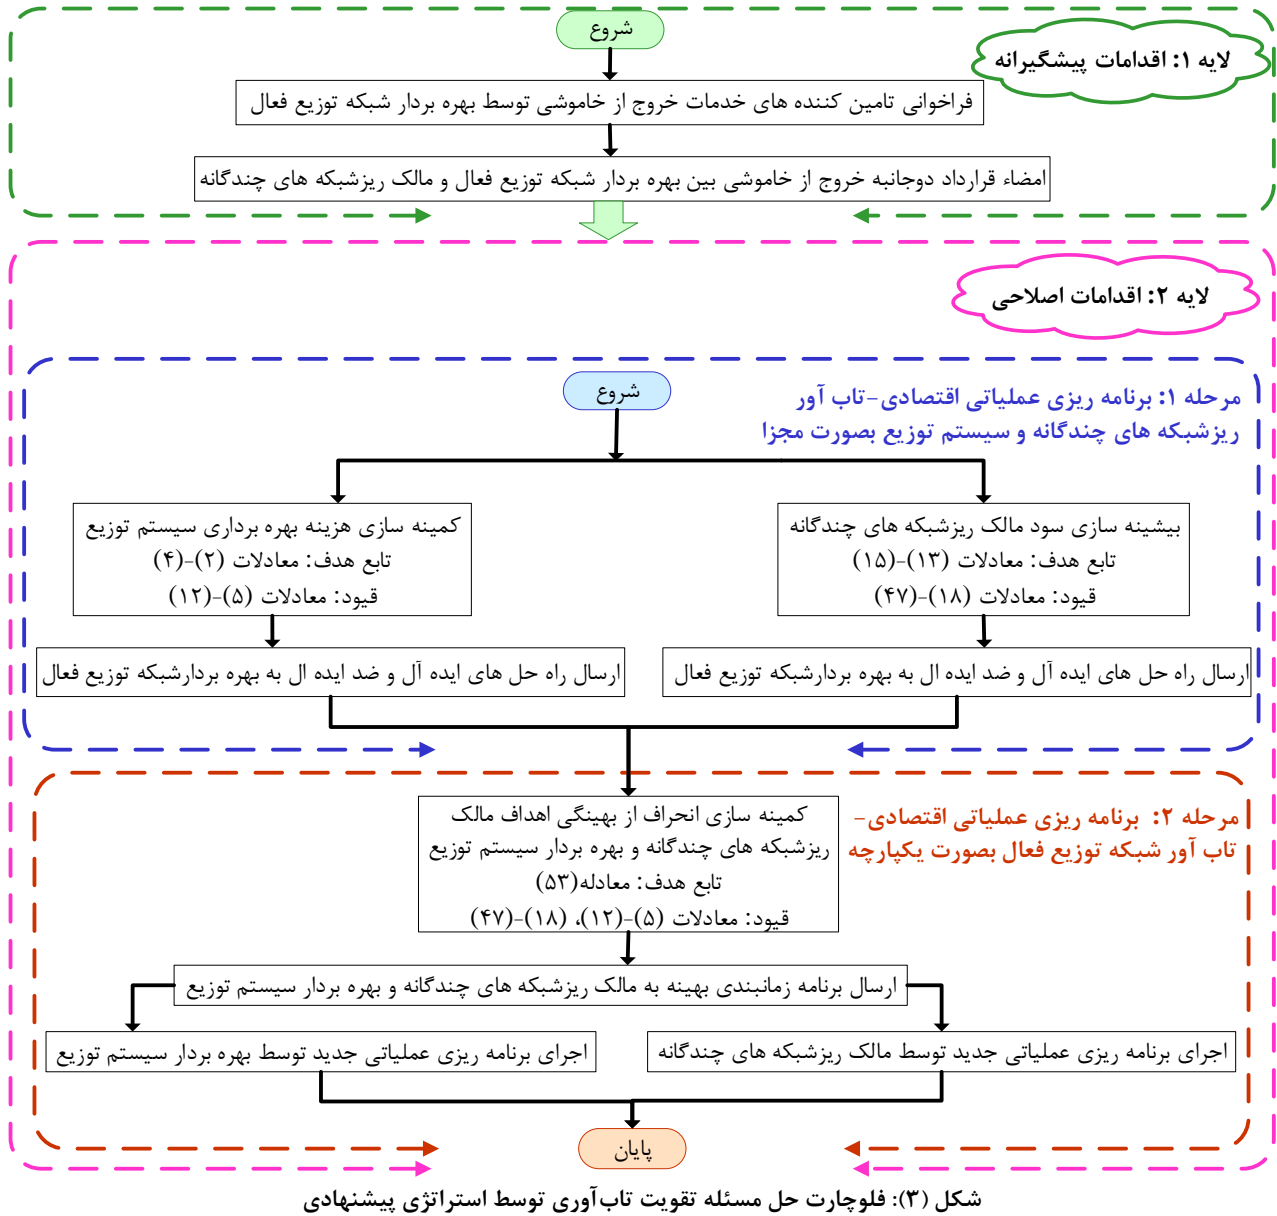 شروع
لایه ۱: اقدامات پیشگیرانه
فراخوانی تامین کننده های خدمات خروج از خاموشی توسط بهره بردار شبکه توزیع فعال
امضاء قرارداد دوجانبه خروج از خاموشی بین بهره بردار شبکه توزیع فعال و مالک ریزشبکه های چندگانه
لایه ۲: اقدامات اصلاحی
شروع
مرحله ۱: برنامه ریزی عملیاتی اقتصادی-تاب آور
ریزشبکه های چندگانه و سیستم توزیع بصورت مجزا
بیشینه سازی سود مالک ریزشبکه های چندگانه
تابع هدف: معادلات (۱۳)-(۱۵)
قیود: معادلات (۱۸)-(۴۷)
کمینه سازی هزینه بهره برداری سیستم توزیع
تابع هدف: معادلات (۲)-(۴)
قیود: معادلات (۵)-(۱۲)
ارسال راه حل های ایده آل و ضد ایده ال به بهره بردارشبکه توزیع فعال
ارسال راه حل های ایده آل و ضد ایده ال به بهره بردارشبکه توزیع فعال
مرحله ۲: برنامه ریزی عملیاتی اقتصادی-
تاب آور شبکه توزیع فعال بصورت یکپارچه
کمینه سازی انحراف از بهینگی اهداف مالک
ریزشبکه های چندگانه و بهره بردار سیستم توزیع
تابع هدف: معادله(۵۳)
قیود: معادلات (۵)-(۱۲)، (۱۸)-(۴۷)
ارسال برنامه زمانبندی بهینه به مالک ریزشبکه های چندگانه و بهره بردار سیستم توزیع
اجرای برنامه ریزی عملیاتی جدید توسط مالک ریزشبکه های چندگانه
اجرای برنامه ریزی عملیاتی جدید توسط بهره بردار سیستم توزیع
پایان
شکل (۳): فلوچارت حل مسئله تقویت تاب‌آوری توسط استراتژی پیشنهادی